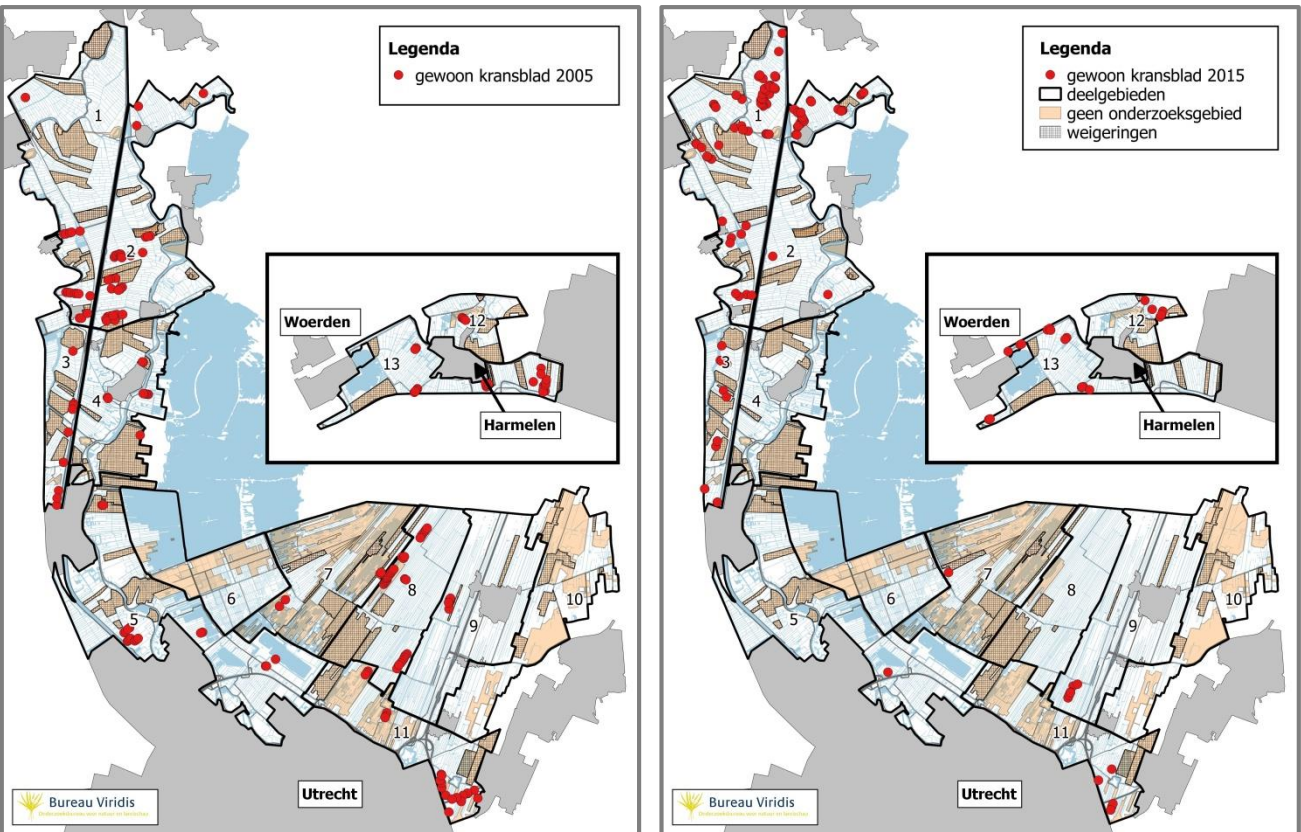 Legenda
gewoon kransblad 2005
1
2
3
4
Woerden
12
13
Harmelen
5
6
7
8
9
10
11
Utrecht
Bureau Viridis
Legenda
gewoon kransblad 2015
deelgebieden
geen onderzoeksgebied
weigeringen
1
2
3
4
Woerden
12
13
Harmelen
5
6
7
8
9
10
11
Utrecht
Bureau Viridis